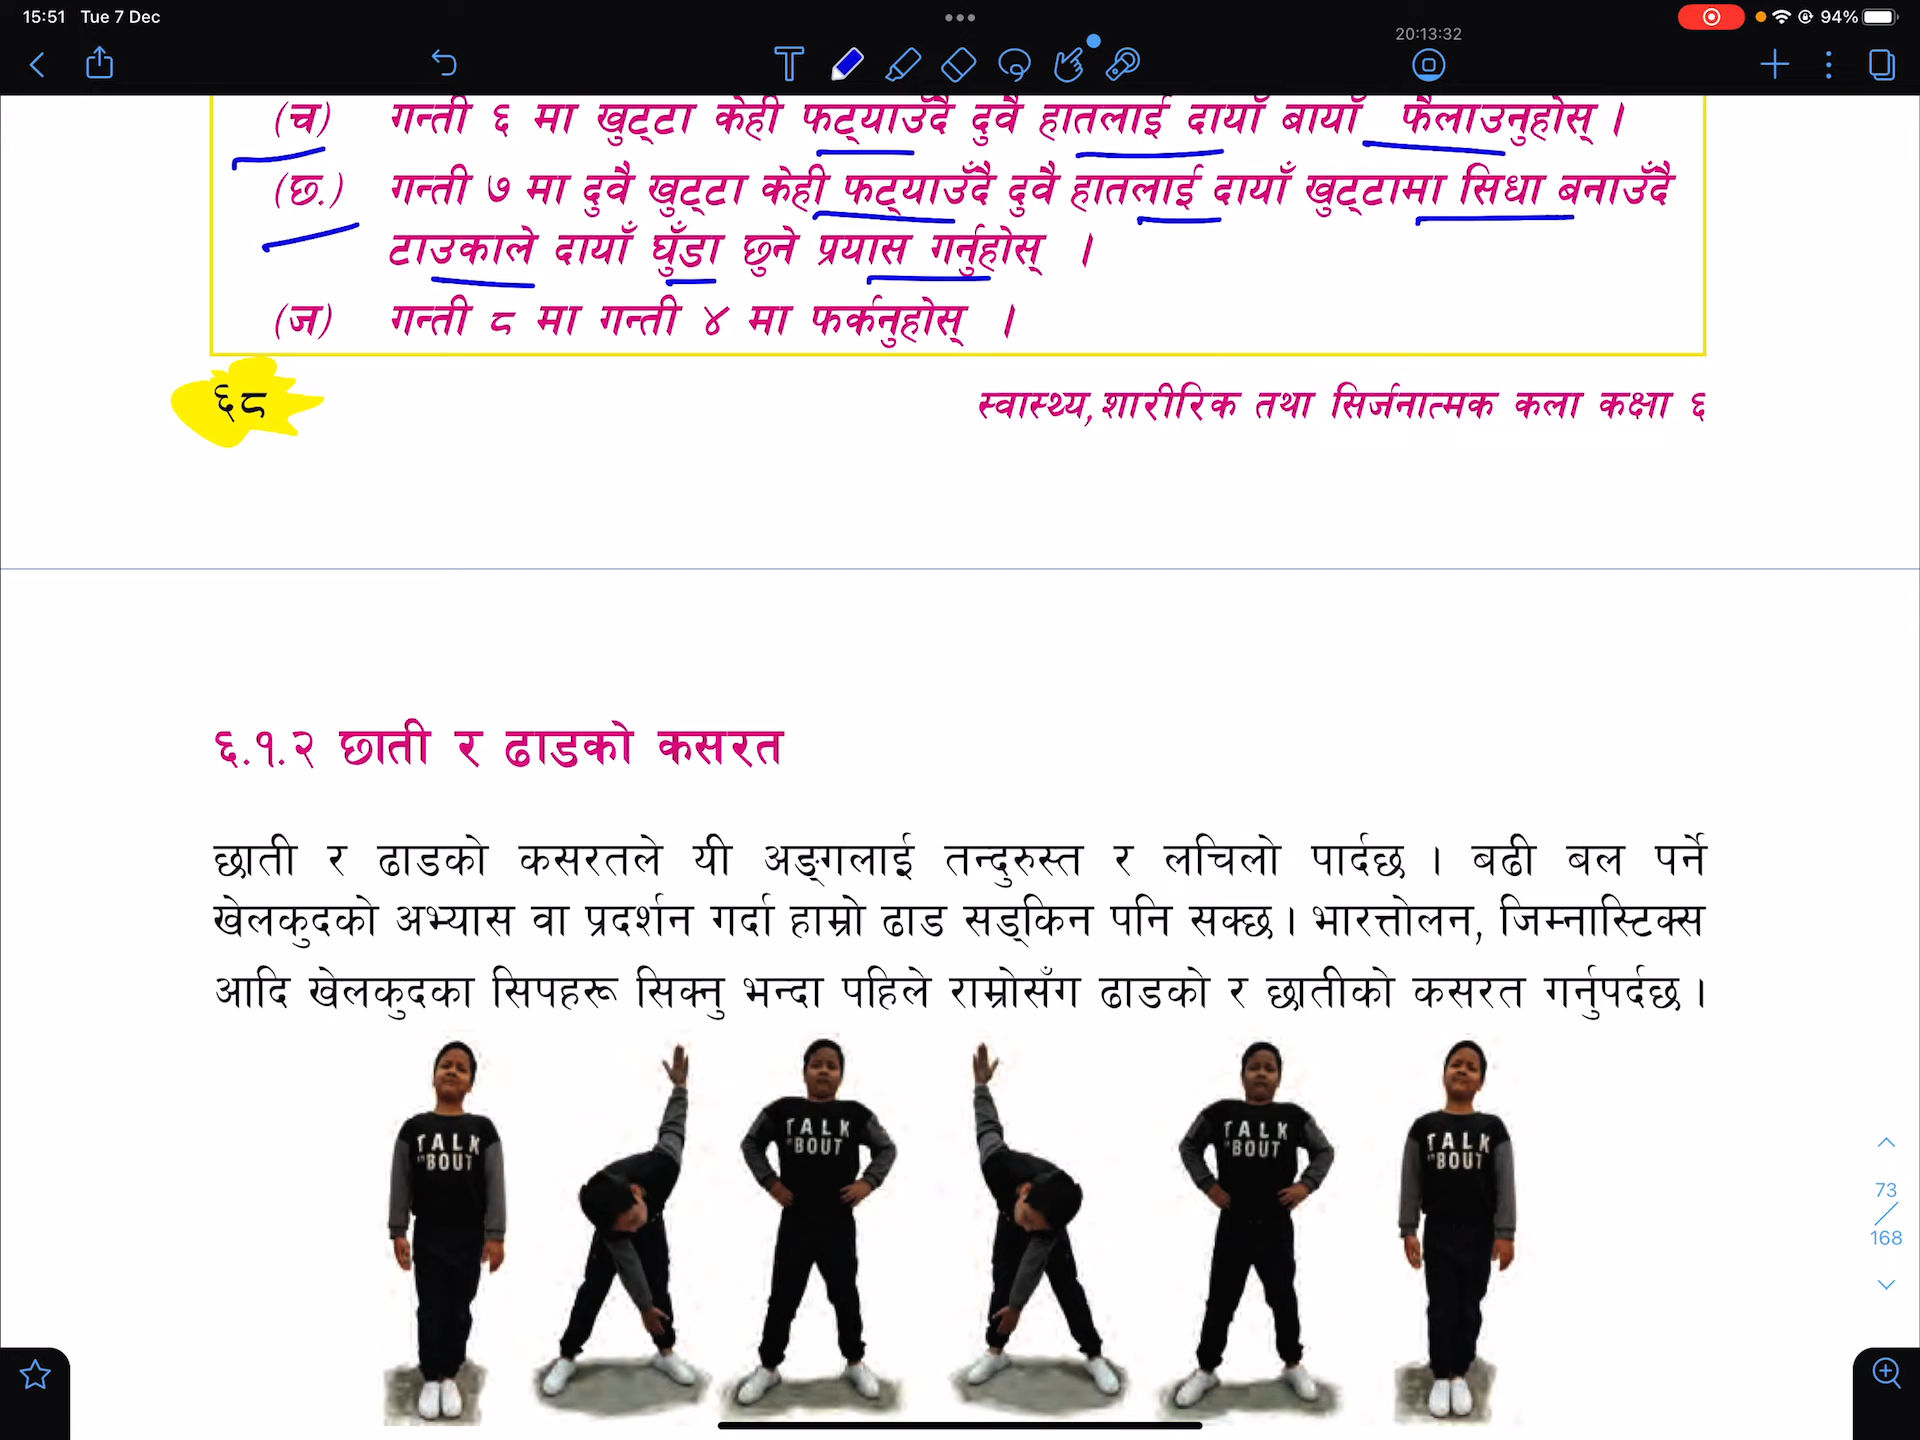 15:51 Tue 7 Dec
94%
20:13:32
(च) गन्ती ६ मा खुट्टा केही फट्याउँदै दुवै हातलाई दायाँ बायाँ फैलाउनुहोस् ।
(छ.) गन्ती ७ मा दुवै खुट्टा केही फट्याउँदै दुवै हातलाई दायाँ खुट्टामा सिधा बनाउँदै
टाउकाले दायाँ घुँडा छुने प्रयास गर्नुहोस् ।
(ज) गन्ती ८ मा गन्ती ४ मा फर्कनुहोस् ।
६८
स्वास्थ्य,शारीरिक तथा सिर्जनात्मक कला कक्षा ६
६.१.२ छाती र ढाडको कसरत
छाती र ढाडको कसरतले यी अङ्गलाई तन्दुरुस्त र लचिलो पार्दछ । बढी बल पर्ने
खेलकुदको अभ्यास वा प्रदर्शन गर्दा हाम्रो ढाड सड्किन पनि सक्छ । भारत्तोलन, जिम्नास्टिक्स
आदि खेलकुदका सिपहरू सिक्नु भन्दा पहिले राम्रोसँग ढाडको र छातीको कसरत गर्नुपर्दछ ।
TALK TALK TALK TALK
'BOUT 'BOUT 'BOUT 'BOUT
73
168